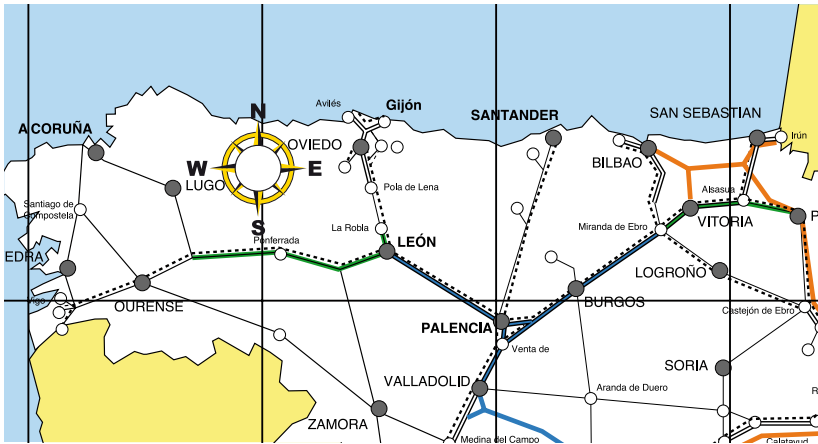 Avilés
Gijón
N
A CORUÑA
OVIEDO
SANTANDER
SAN SEBASTIAN
Irún
BILBAO
W
E
LUGO
Pola de Lena
Alsasua
Santiago de
Compostela
S
La Robla
Miranda de Ebro
VITORIA
P
Ponferrada
LEÓN
EDRA
LOGROÑO
Vigo
OURENSE
BURGOS
Castejón de Ebro
PALENCIA
Venta de
SORIA
VALLADOLID
Aranda de Duero
R
ZAMORA
Medina del Campo
Calatayud